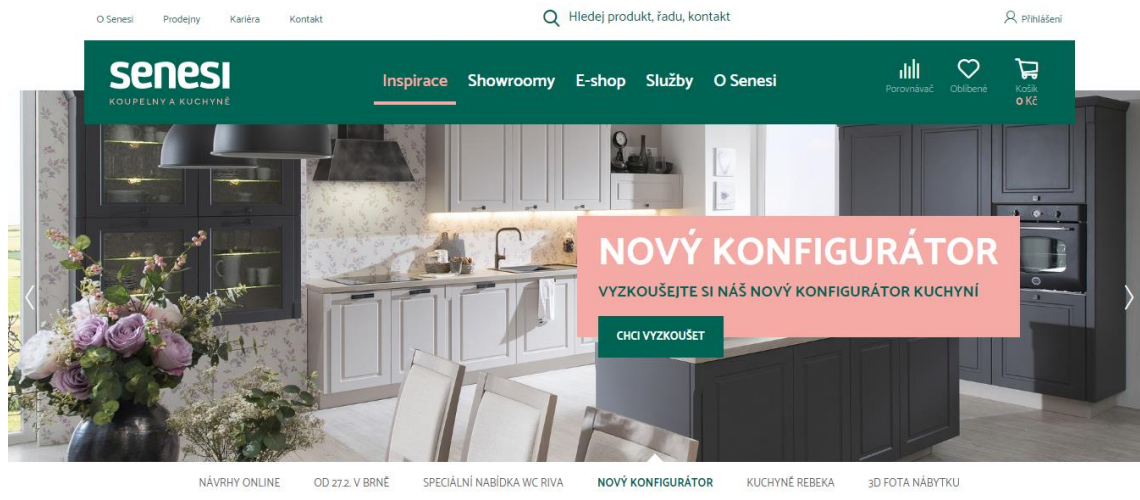 O Senesi
Prodejny
Kariéra
Kontakt
Hledej produkt, řadu, kontakt
Přihlášení
senesi
KOUPELNY A KUCHYNĚ
Inspirace
Showroomy
E-shop
Služby
O Senesi
Porovnávač
Oblíbené
Košík
0 Kč
NOVÝ KONFIGURÁTOR
VYZKOUŠEJTE SI NÁŠ NOVÝ KONFIGURÁTOR KUCHYNÍ
CHCI VYZKOUŠET
NÁVRHY ONLINE
OD 27.2. V BRNĚ
SPECIÁLNÍ NABÍDKA WC RIVA
NOVÝ KONFIGURÁTOR
KUCHYNĚ REBEKA
3D FOTA NÁBYTKU